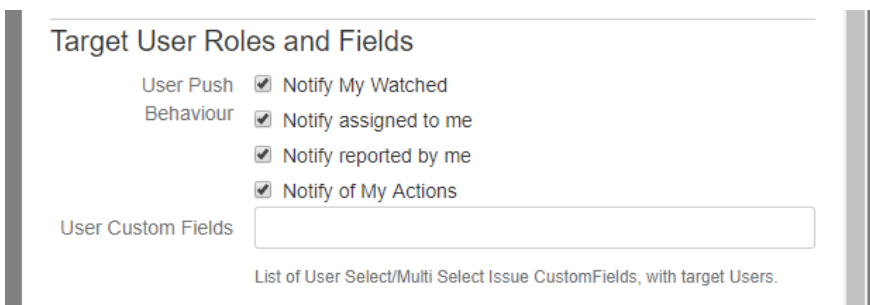 Target User Roles and Fields
User Push Behaviour
Notify My Watched
Notify assigned to me
Notify reported by me
Notify of My Actions
User Custom Fields
List of User Select/Multi Select Issue CustomFields, with target Users.